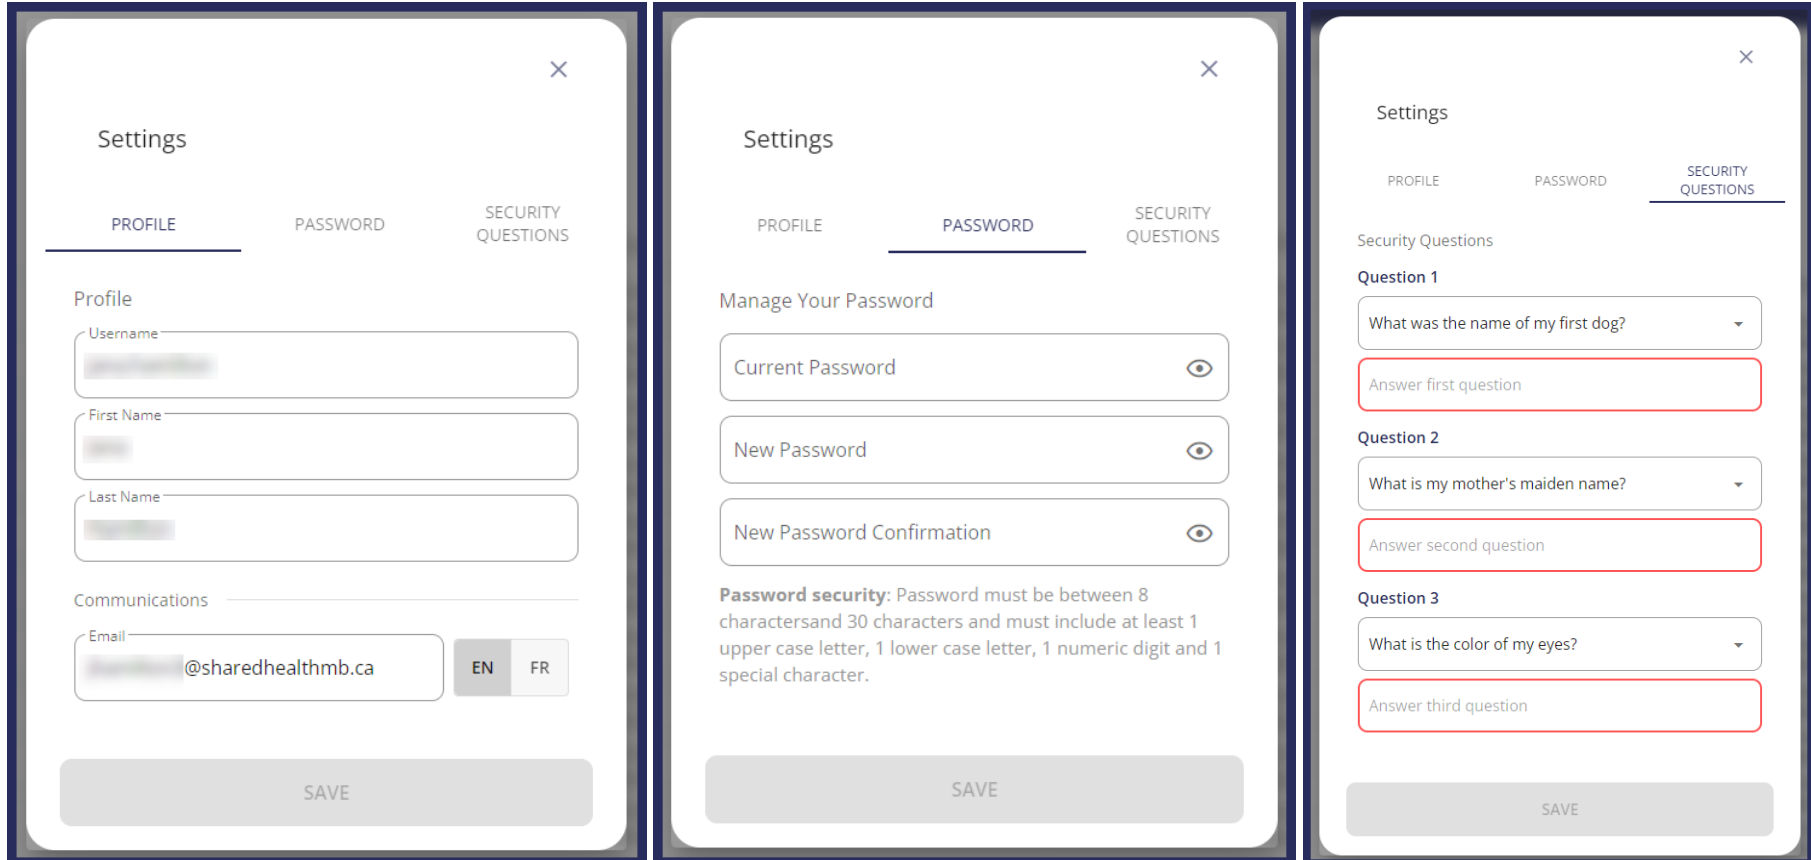 Settings
PROFILE
PASSWORD
SECURITY
QUESTIONS
Profile
Username
First Name
Last Name
Communications
Email
@sharedhealthmb.ca
EN
FR
SAVE
Settings
PROFILE
PASSWORD
SECURITY
QUESTIONS
Manage Your Password
Current Password
New Password
New Password Confirmation
Password security: Password must be between 8
charactersand 30 characters and must include at least 1
upper case letter, 1 lower case letter, 1 numeric digit and 1
special character.
SAVE
Settings
PROFILE
PASSWORD
SECURITY
QUESTIONS
Security Questions
Question 1
What was the name of my first dog?
Answer first question
Question 2
What is my mother's maiden name?
Answer second question
Question 3
What is the color of my eyes?
Answer third question
SAVE